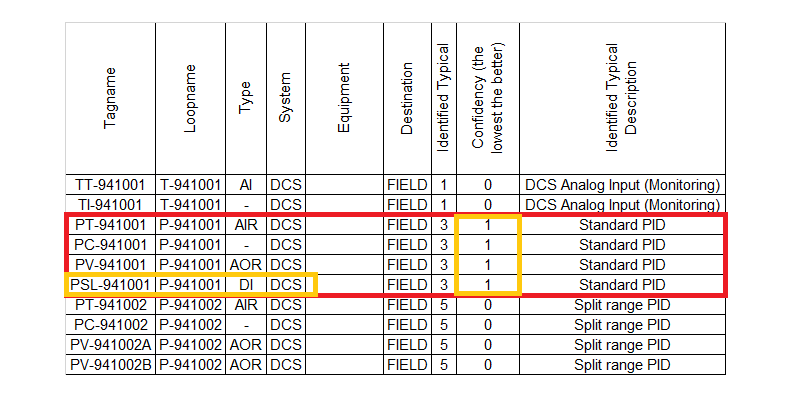 Tagname Loopname Type System Equipment Destination Identified Typical Confidency (the lowest the better) Identified Typical Description
TT-941001 T-941001 AI DCS FIELD 1 0 DCS Analog Input (Monitoring)
TI-941001 T-941001 - DCS FIELD 1 0 DCS Analog Input (Monitoring)
PT-941001 P-941001 AIR DCS FIELD 3 1 Standard PID
PC-941001 P-941001 - DCS FIELD 3 1 Standard PID
PV-941001 P-941001 AOR DCS FIELD 3 1 Standard PID
PSL-941001 P-941001 DI DCS FIELD 3 1 Standard PID
PT-941002 P-941002 AIR DCS FIELD 5 0 Split range PID
PC-941002 P-941002 - DCS FIELD 5 0 Split range PID
PV-941002A P-941002 AOR DCS FIELD 5 0 Split range PID
PV-941002B P-941002 AOR DCS FIELD 5 0 Split range PID